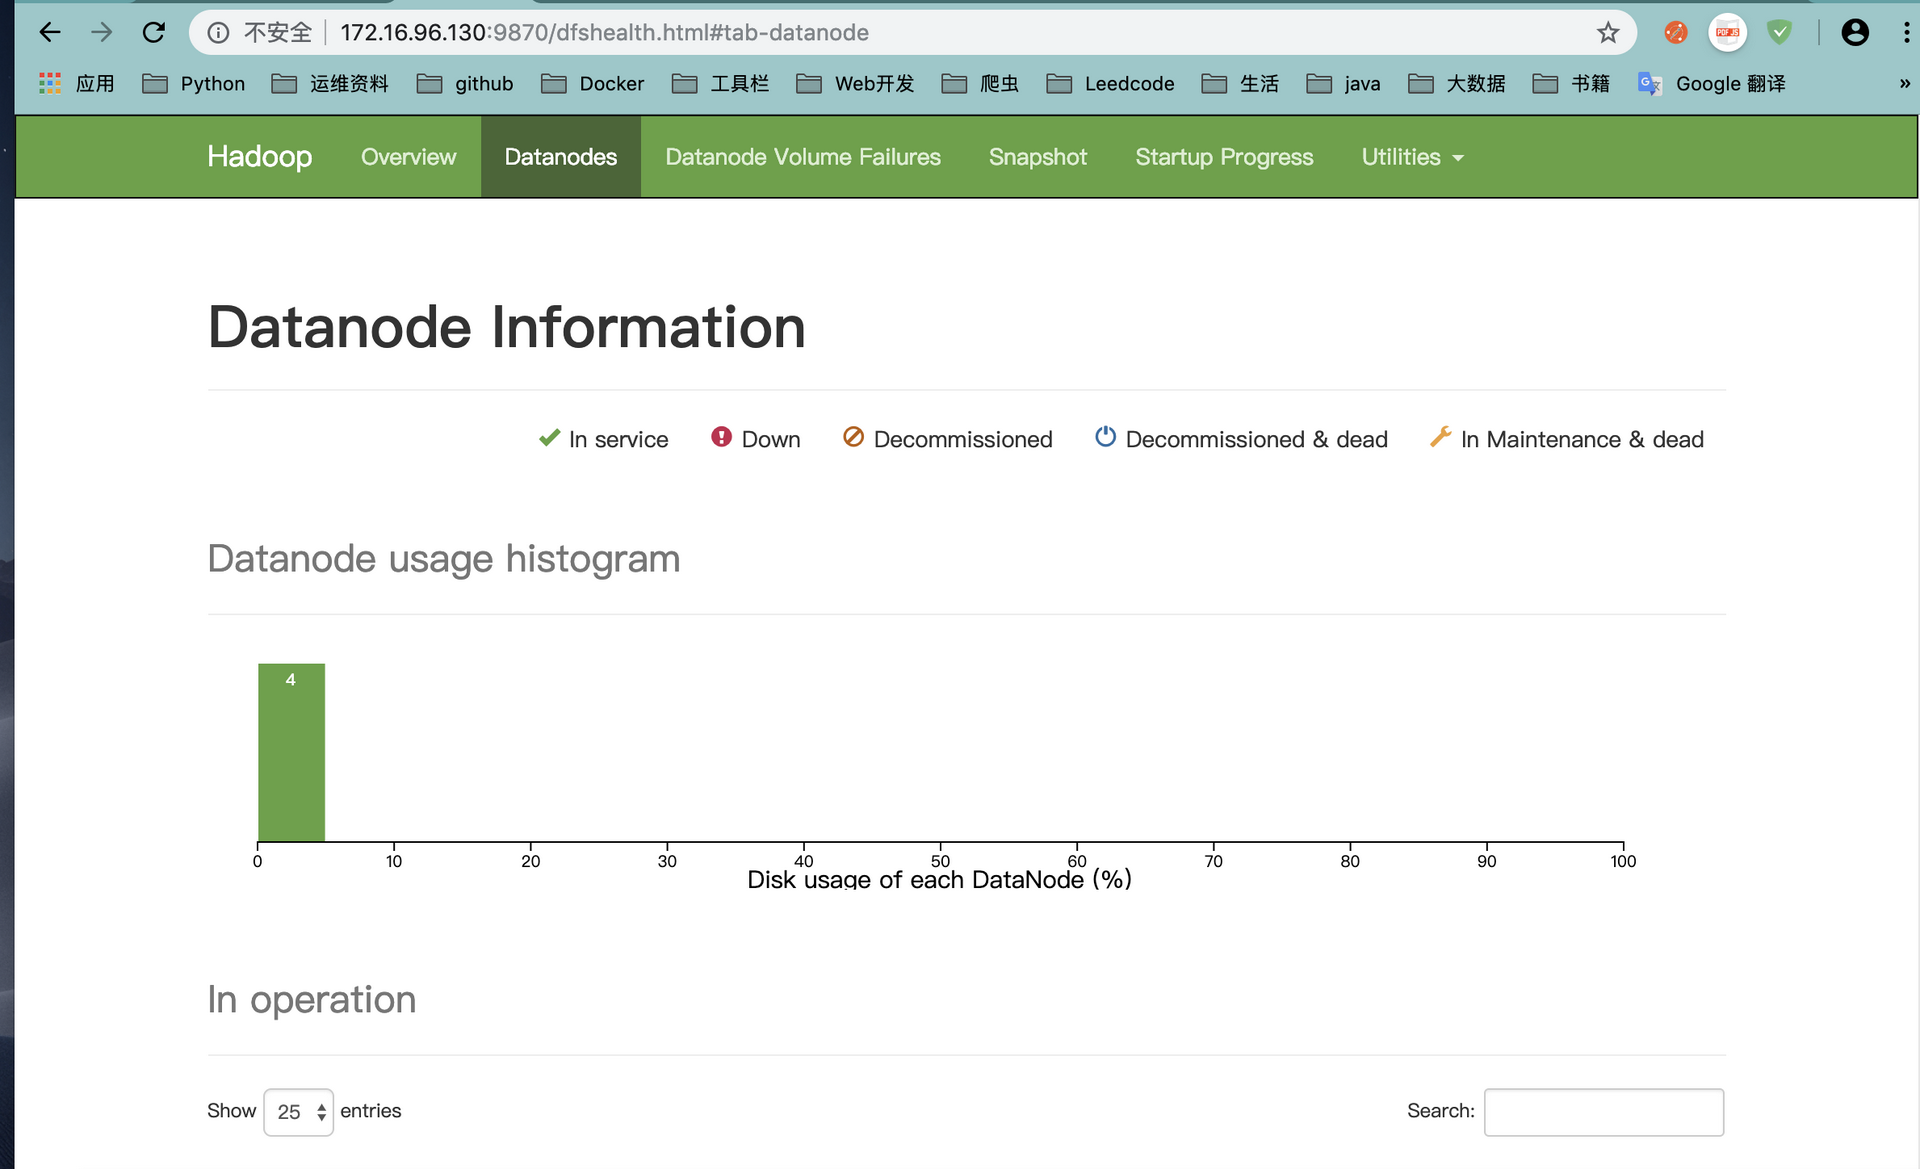 不安全 172.16.96.130:9870/dfshealth.html#tab-datanode PDF JS
应用 Python 运维资料 github Docker 工具栏 Web开发 爬虫 Leedcode 生活 java 大数据 书籍 Google 翻译 »
Hadoop Overview Datanodes Datanode Volume Failures Snapshot Startup Progress Utilities
Datanode Information
In service Down Decommissioned Decommissioned & dead In Maintenance & dead
Datanode usage histogram
4
0 10 20 30 40 50 60 70 80 90 100
Disk usage of each DataNode (%)
In operation
Show 25 entries Search: